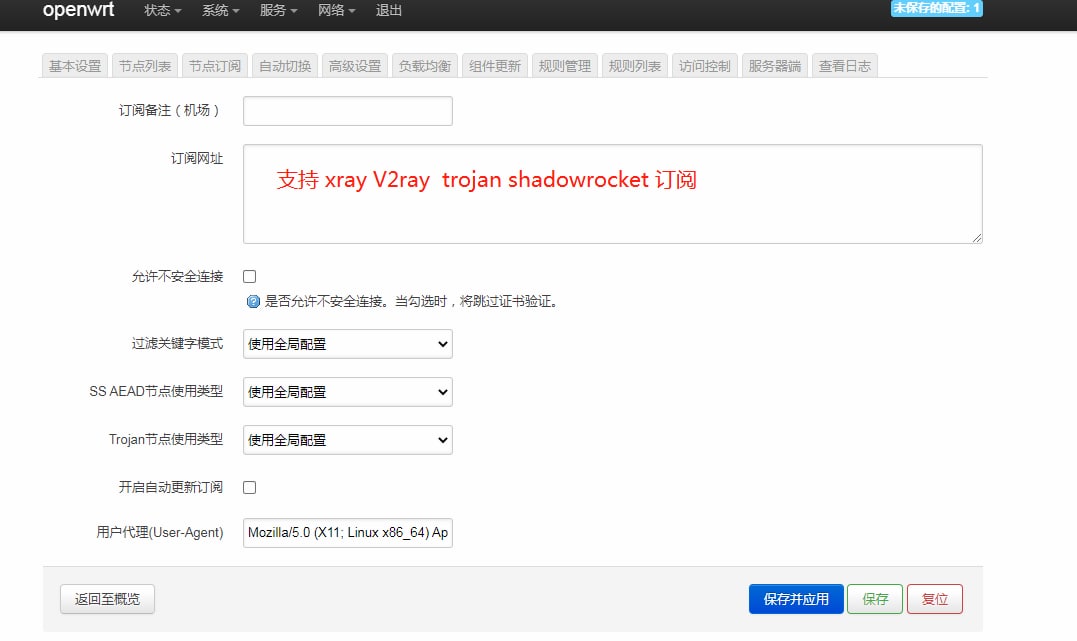 openwrt 状态 系统 服务 网络 退出 未保存的配置: 1
基本设置 节点列表 节点订阅 自动切换 高级设置 负载均衡 组件更新 规则管理 规则列表 访问控制 服务器端 查看日志
订阅备注（机场）
订阅网址
支持 xray V2ray trojan shadowrocket 订阅
允许不安全连接
是否允许不安全连接。当勾选时，将跳过证书验证。
过滤关键字模式 使用全局配置
SS AEAD节点使用类型 使用全局配置
Trojan节点使用类型 使用全局配置
开启自动更新订阅
用户代理(User-Agent) Mozilla/5.0 (X11; Linux x86_64) Ap
返回至概览 保存并应用 保存 复位